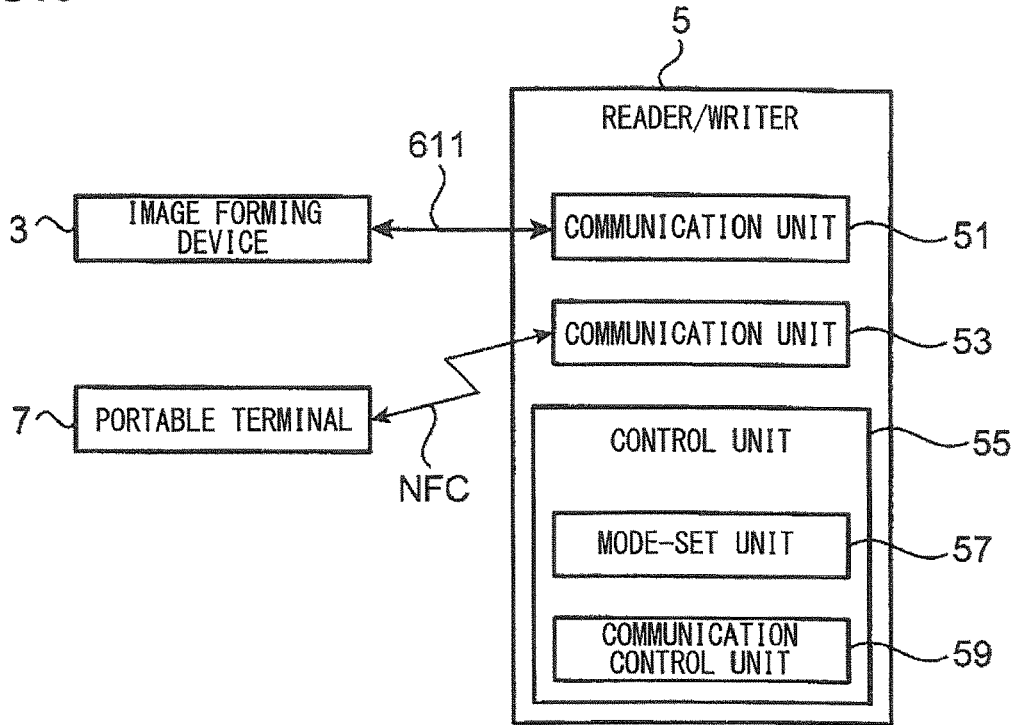 5
READER/WRITER
611
3
IMAGE FORMING
DEVICE
COMMUNICATION UNIT
51
COMMUNICATION UNIT
53
7
PORTABLE TERMINAL
NFC
CONTROL UNIT
55
MODE-SET UNIT
57
COMMUNICATION
CONTROL UNIT
59